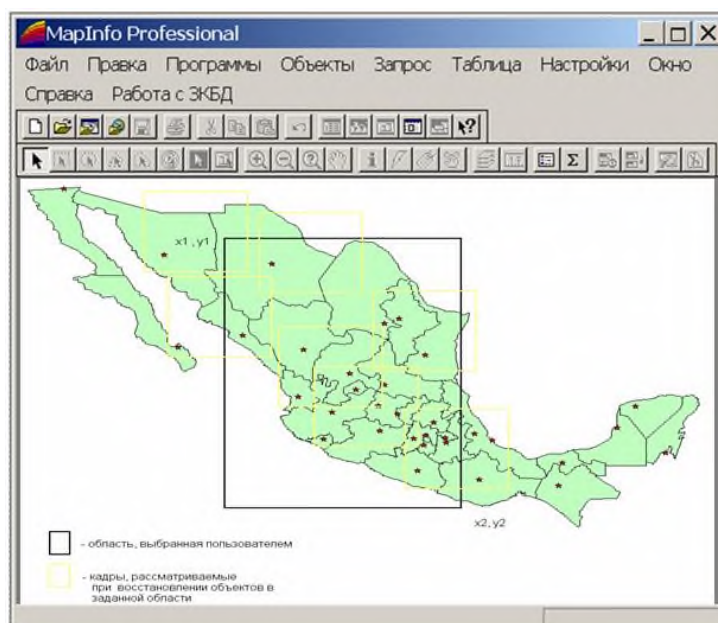 MapInfo Professional
Файл Правка Программы Объекты Запрос Таблица Настройки Окно
Справка Работа с ЗКБД
x1, y1
x2, y2
- область, выбранная пользователем
- кадры, рассматриваемые
при восстановлении объектов в
заданной области